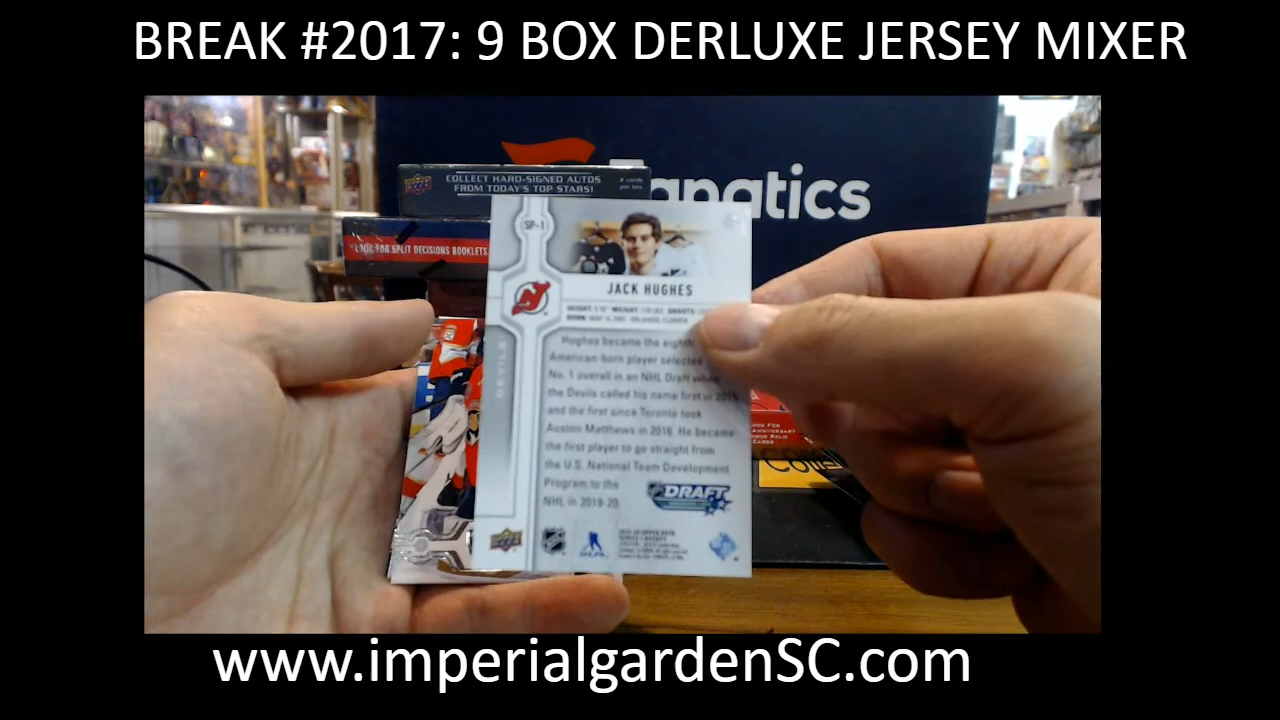 BREAK #2017: 9 BOX DERLUXE JERSEY MIXER
COLLECT HARD-SIGNED AUTOS
FROM TODAY'S TOP STARS!
anatics
LOOK FOR SPLIT DECISIONS BOOKLETS
SP-1
JACK HUGHES
DEVILS
Hughes became the eighth
American-born player selected
No. 1 overall in an NHL Draft when
the Devils called his name first in 2019
and the first since Toronto took
Auston Matthews in 2016. He became
the first player to go straight from
the U.S. National Team Development
Program to the
NHL in 2019-20.
DRAFT
www.imperialgardenSC.com